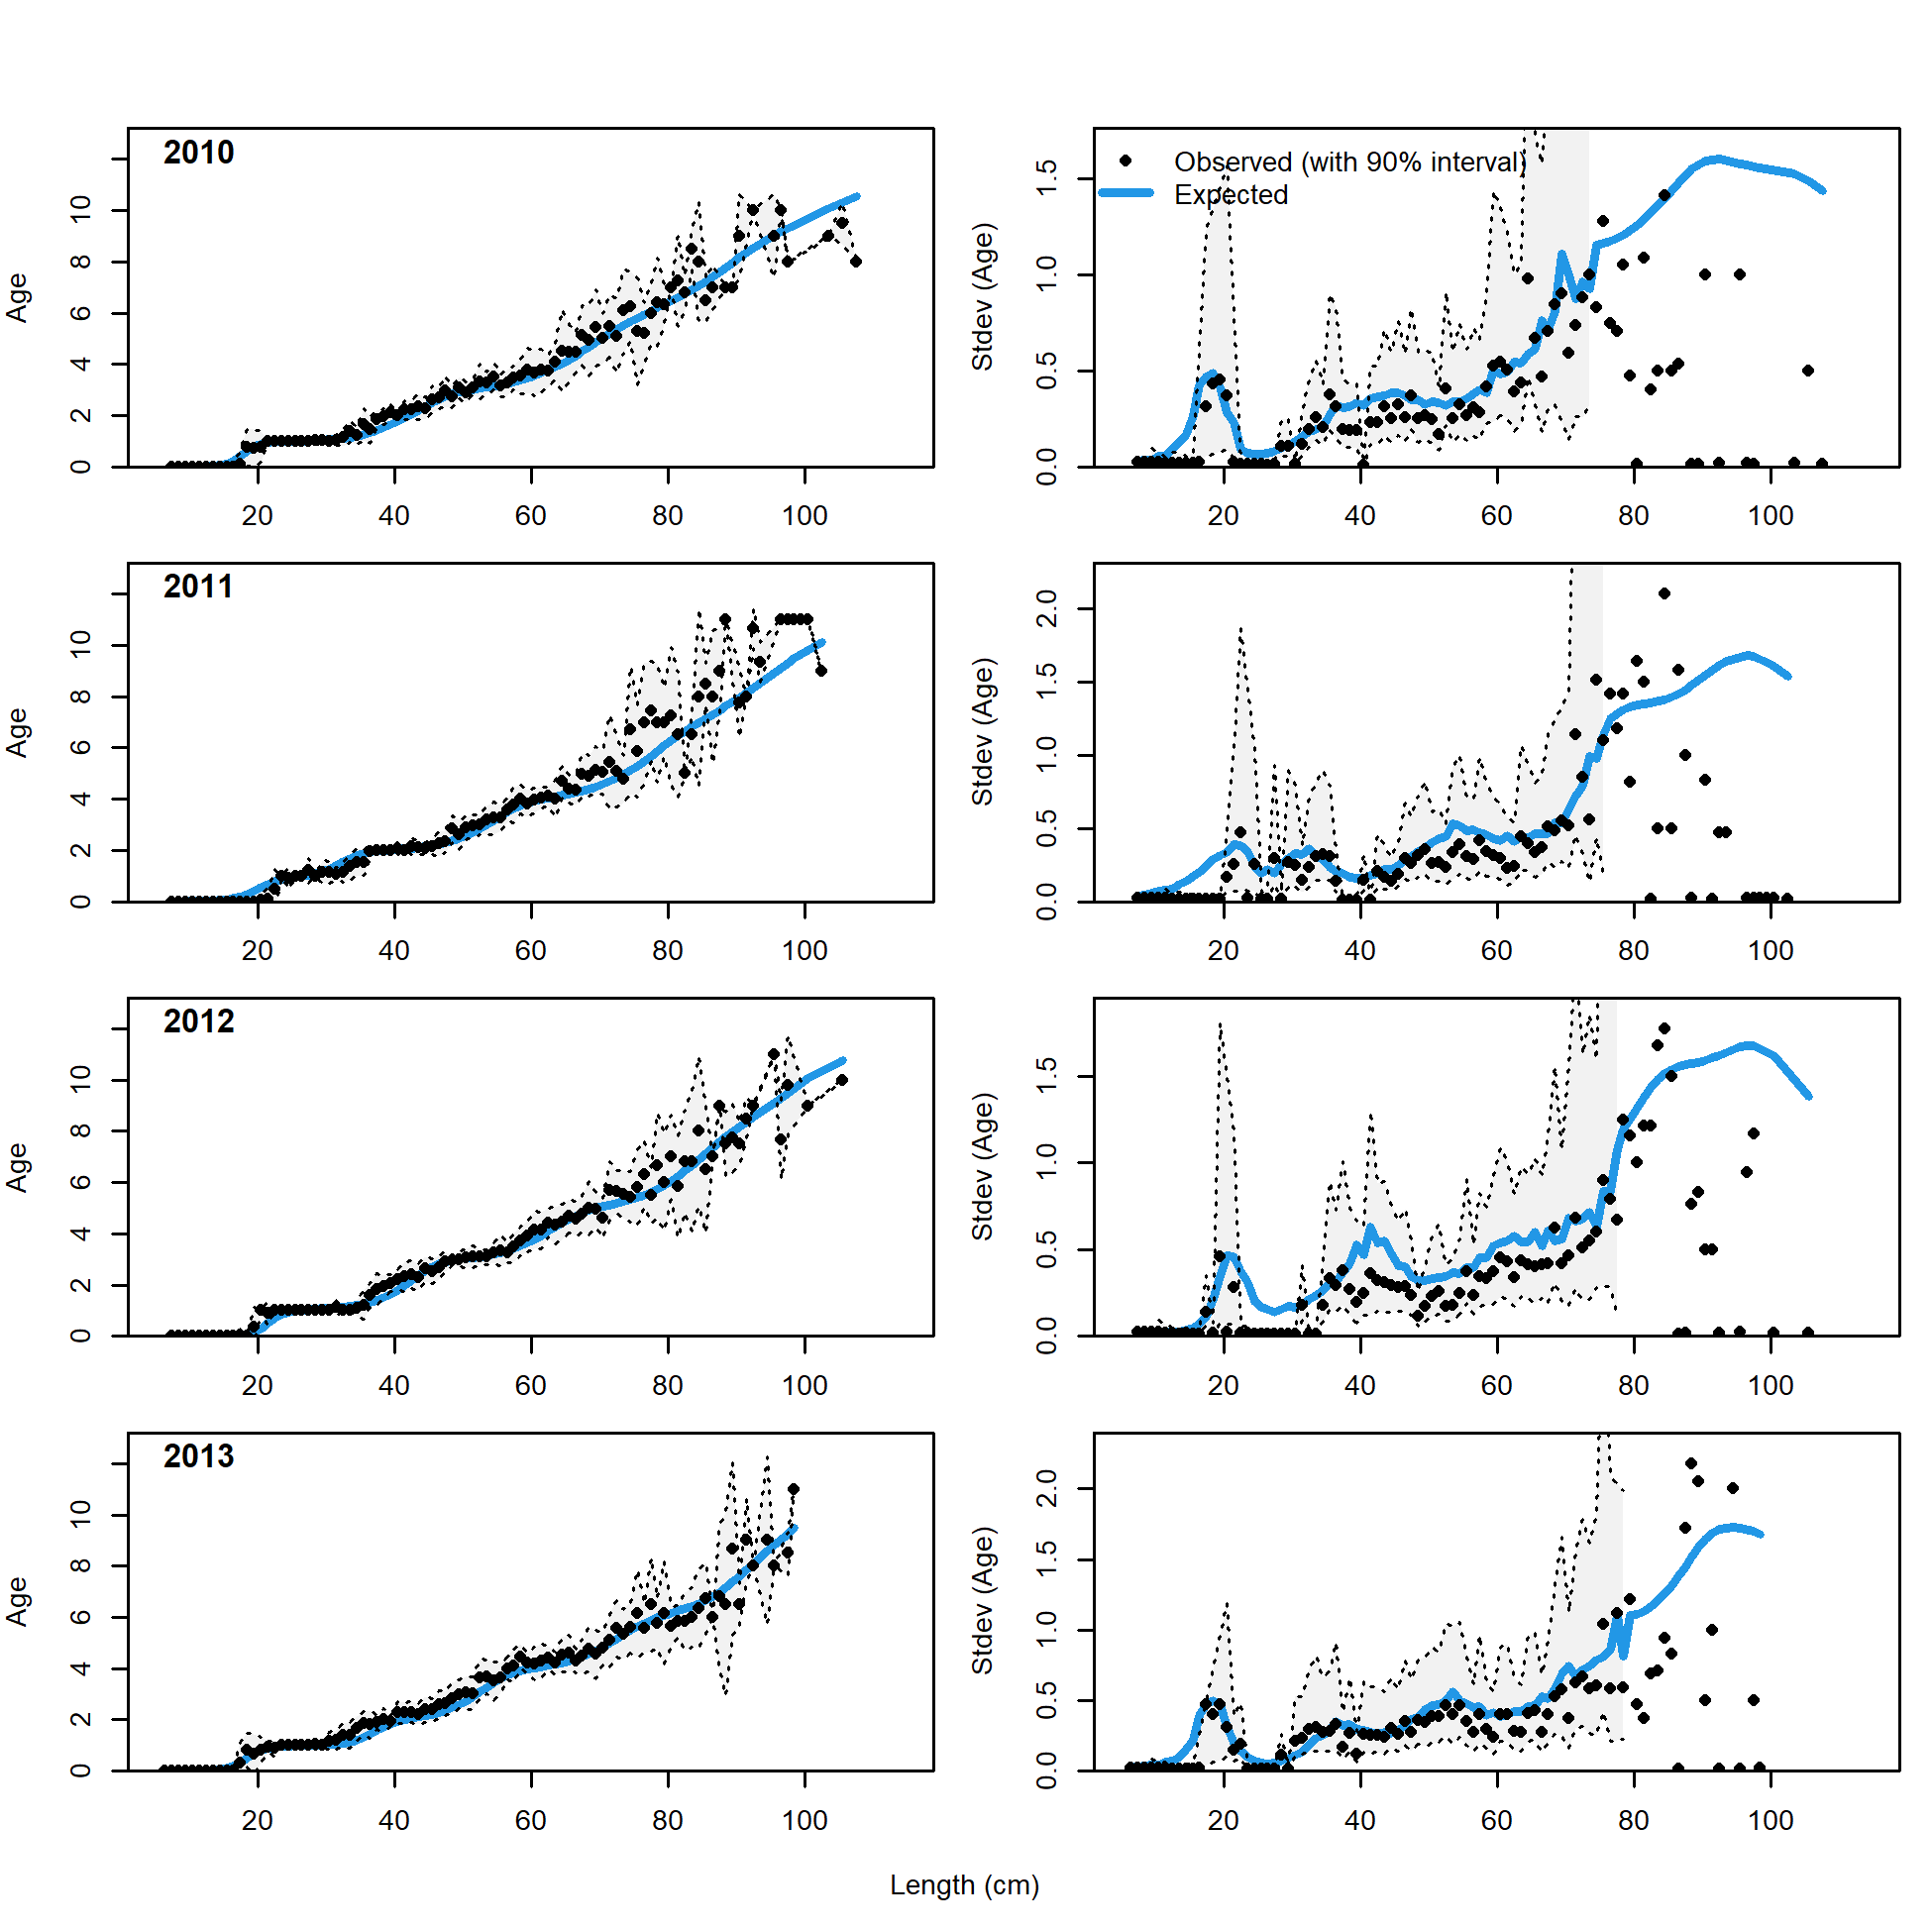 2010
Age
0 2 4 6 8 10
20 40 60 80 100
Observed (with 90% interval)
Expected
Stdev (Age)
0.0 0.5 1.0 1.5
20 40 60 80 100
2011
Age
0 2 4 6 8 10
20 40 60 80 100
Stdev (Age)
0.0 0.5 1.0 1.5 2.0
20 40 60 80 100
2012
Age
0 2 4 6 8 10
20 40 60 80 100
Stdev (Age)
0.0 0.5 1.0 1.5
20 40 60 80 100
2013
Age
0 2 4 6 8 10
20 40 60 80 100
Stdev (Age)
0.0 0.5 1.0 1.5 2.0
20 40 60 80 100
Length (cm)